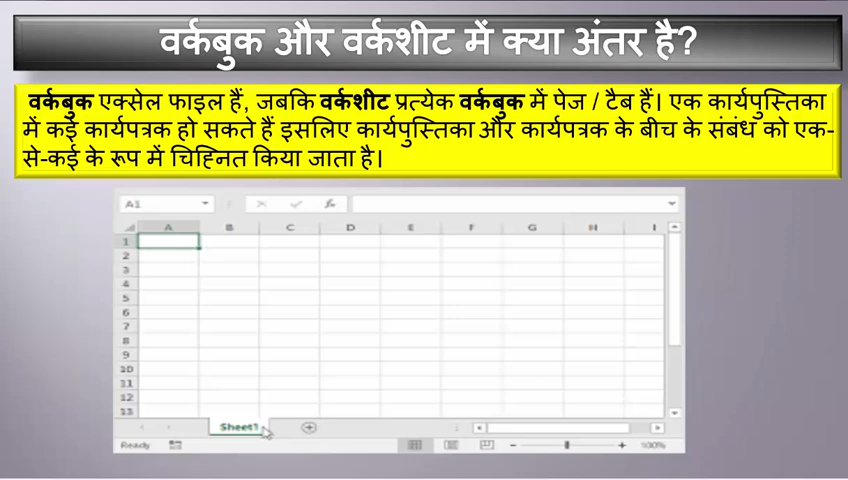 वर्कबुक और वर्कशीट में क्या अंतर है?
वर्कबुक एक्सेल फाइल हैं, जबकि वर्कशीट प्रत्येक वर्कबुक में पेज / टैब हैं। एक कार्यपुस्तिका
में कई कार्यपत्रक हो सकते हैं इसलिए कार्यपुस्तिका और कार्यपत्रक के बीच के संबंध को एक-
से-कई के रूप में चिह्नित किया जाता है।
A1 fx
A B C D E F G H I
1
2
3
4
5
6
7
8
9
10
11
12
13
Sheet1
Ready 100%